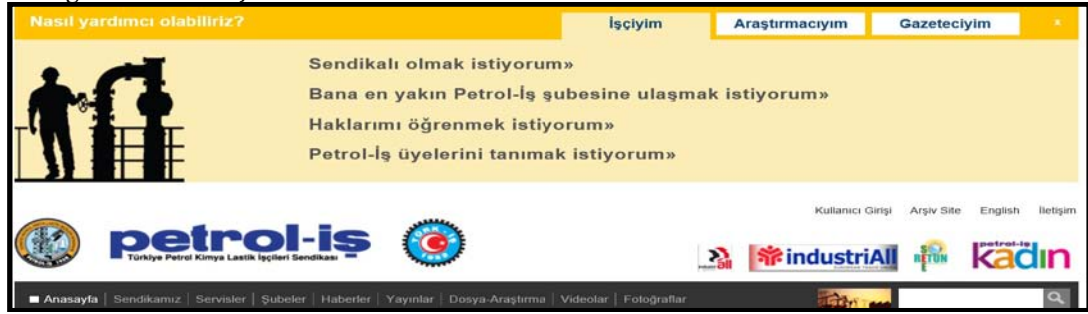 Nasıl yardımcı olabiliriz?
İşçiyim
Araştırmacıyım
Gazeteciyim
x
Sendikalı olmak istiyorum»
Bana en yakın Petrol-İş şubesine ulaşmak istiyorum»
Haklarımı öğrenmek istiyorum»
Petrol-İş üyelerini tanımak istiyorum»
Kullanıcı Girişi Arşiv Site English İletişim
petrol-iş
Türkiye Petrol Kimya Lastik İşçileri Sendikası
TÜRK-İŞ
industriAll
RETUN
petrol-iş
kadın
Anasayfa | Sendikamız | Servisler | Şubeler | Haberler | Yayınlar | Dosya-Araştırma | Videolar | Fotoğraflar